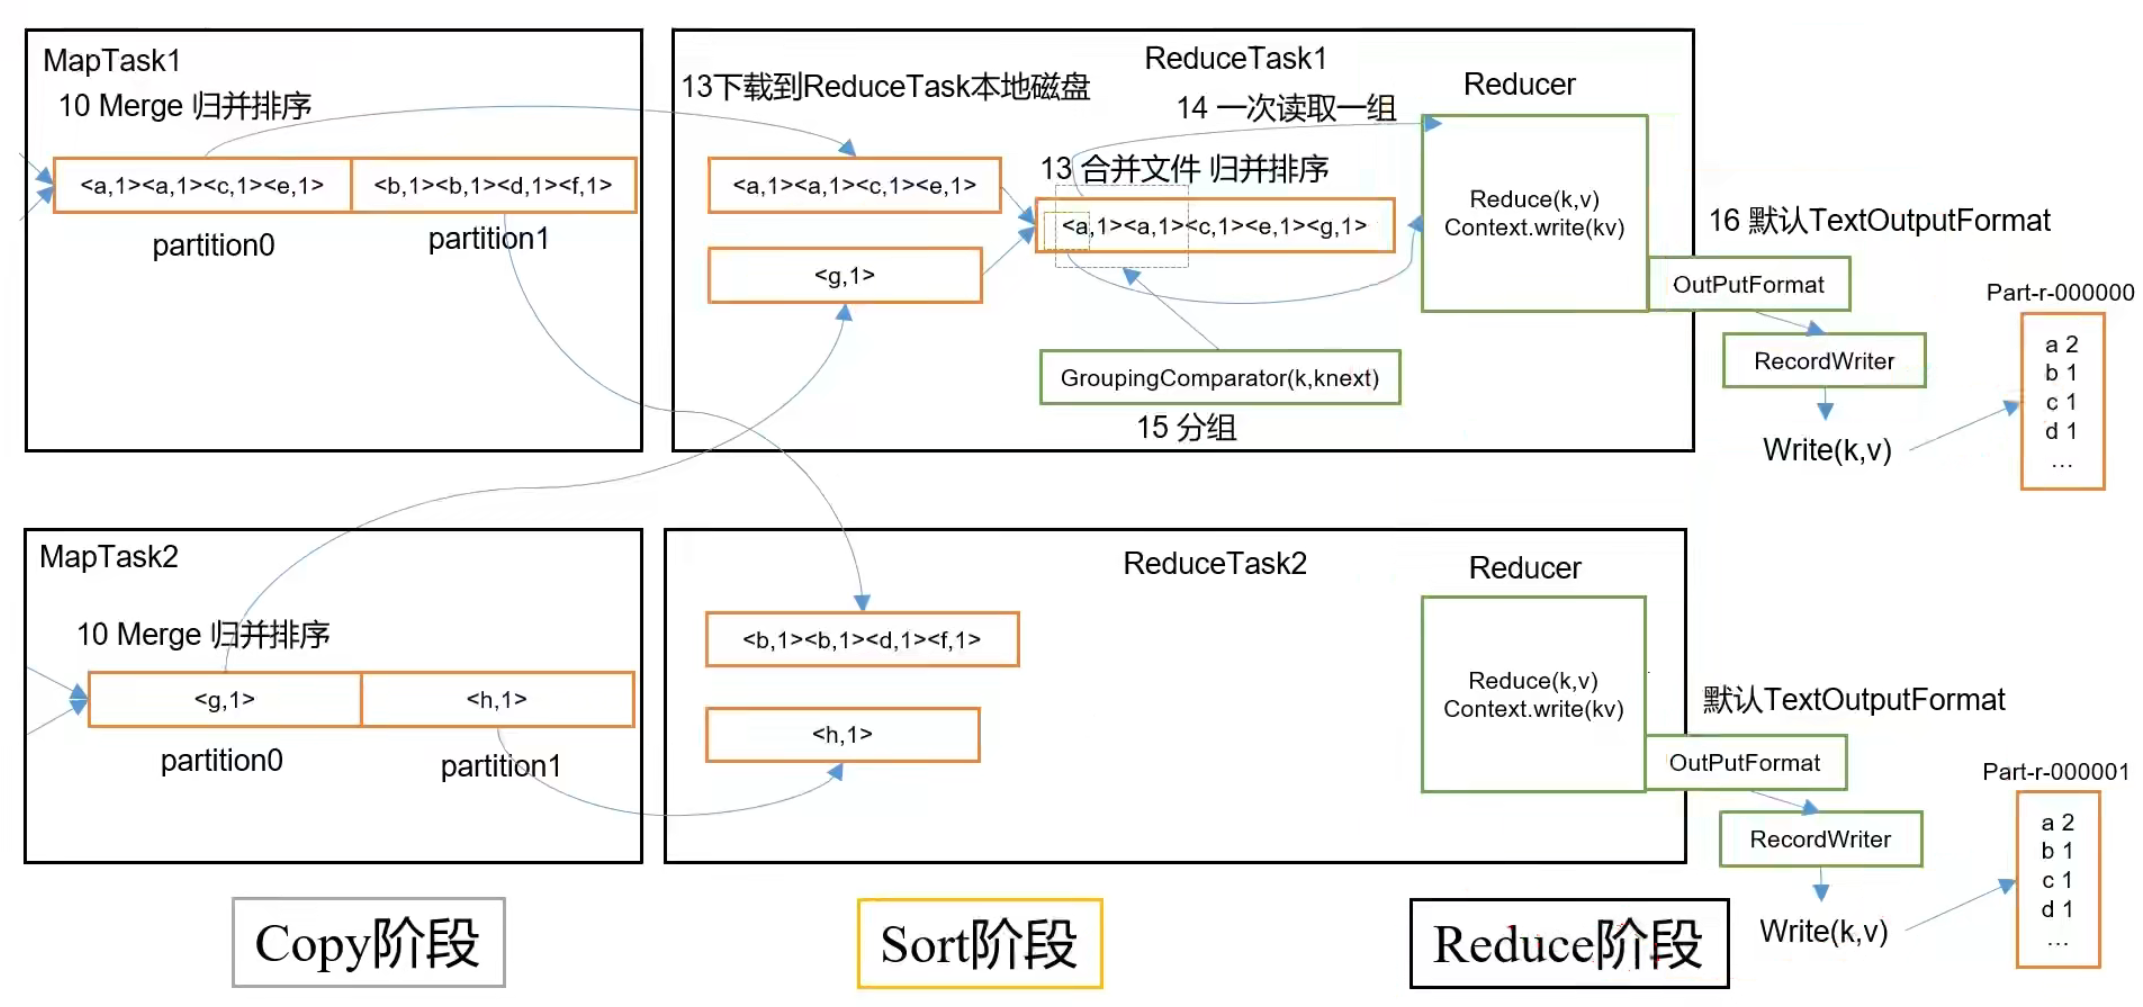 MapTask1
10 Merge 归并排序
<a,1><a,1><c,1><e,1>
<b,1><b,1><d,1><f,1>
partition0
partition1
ReduceTask1
13下载到ReduceTask本地磁盘
14 一次读取一组
Reducer
<a,1><a,1><c,1><e,1>
13 合并文件 归并排序
<a,1><a,1><c,1><e,1><g,1>
<g,1>
Reduce(k,v)
Context.write(kv)
GroupingComparator(k,knext)
15 分组
16 默认TextOutputFormat
OutPutFormat
RecordWriter
Write(k,v)
Part-r-000000
a 2
b 1
c 1
d 1
...
MapTask2
10 Merge 归并排序
<g,1>
<h,1>
partition0
partition1
ReduceTask2
Reducer
<b,1><b,1><d,1><f,1>
<h,1>
Reduce(k,v)
Context.write(kv)
默认TextOutputFormat
OutPutFormat
RecordWriter
Write(k,v)
Part-r-000001
a 2
b 1
c 1
d 1
...
Copy阶段
Sort阶段
Reduce阶段